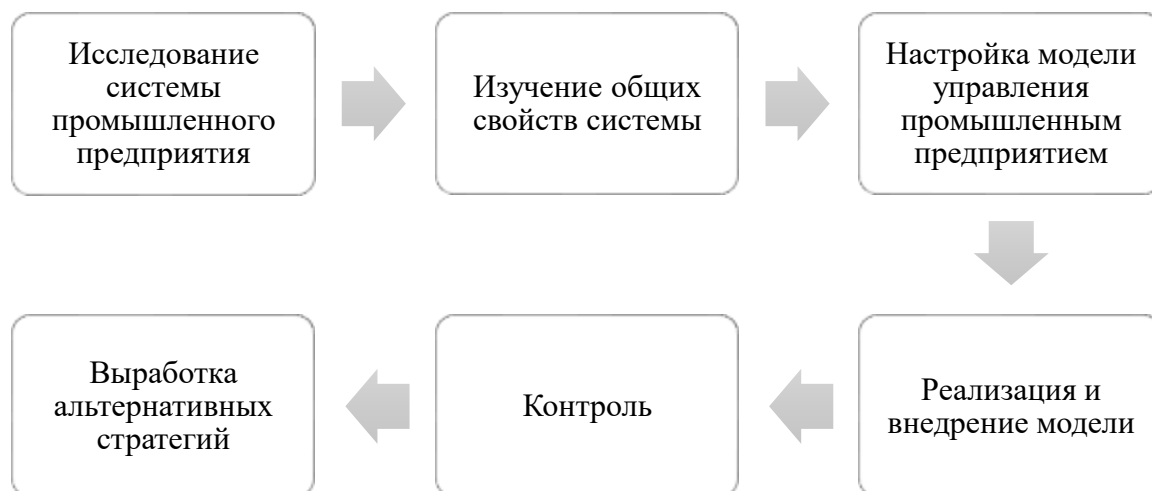 Исследование
системы
промышленного
предприятия
Изучение общих
свойств системы
Настройка модели
управления
промышленным
предприятием
Реализация и
внедрение модели
Контроль
Выработка
альтернативных
стратегий